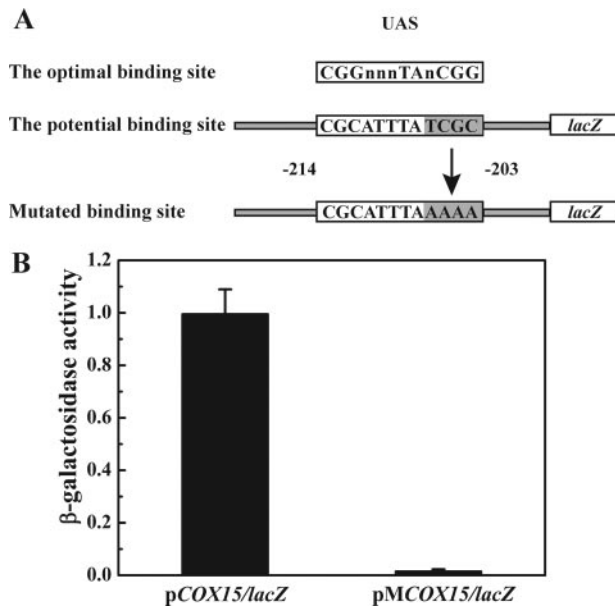 A
UAS
The optimal binding site CGGnnnTAnCGG
The potential binding site CGCATTTATCGC lacZ
-214 -203
Mutated binding site CGCATTTAAAAA lacZ
B
β-galactosidase activity
1.2
1.0
0.8
0.6
0.4
0.2
0.0
pCOX15/lacZ pMCOX15/lacZ